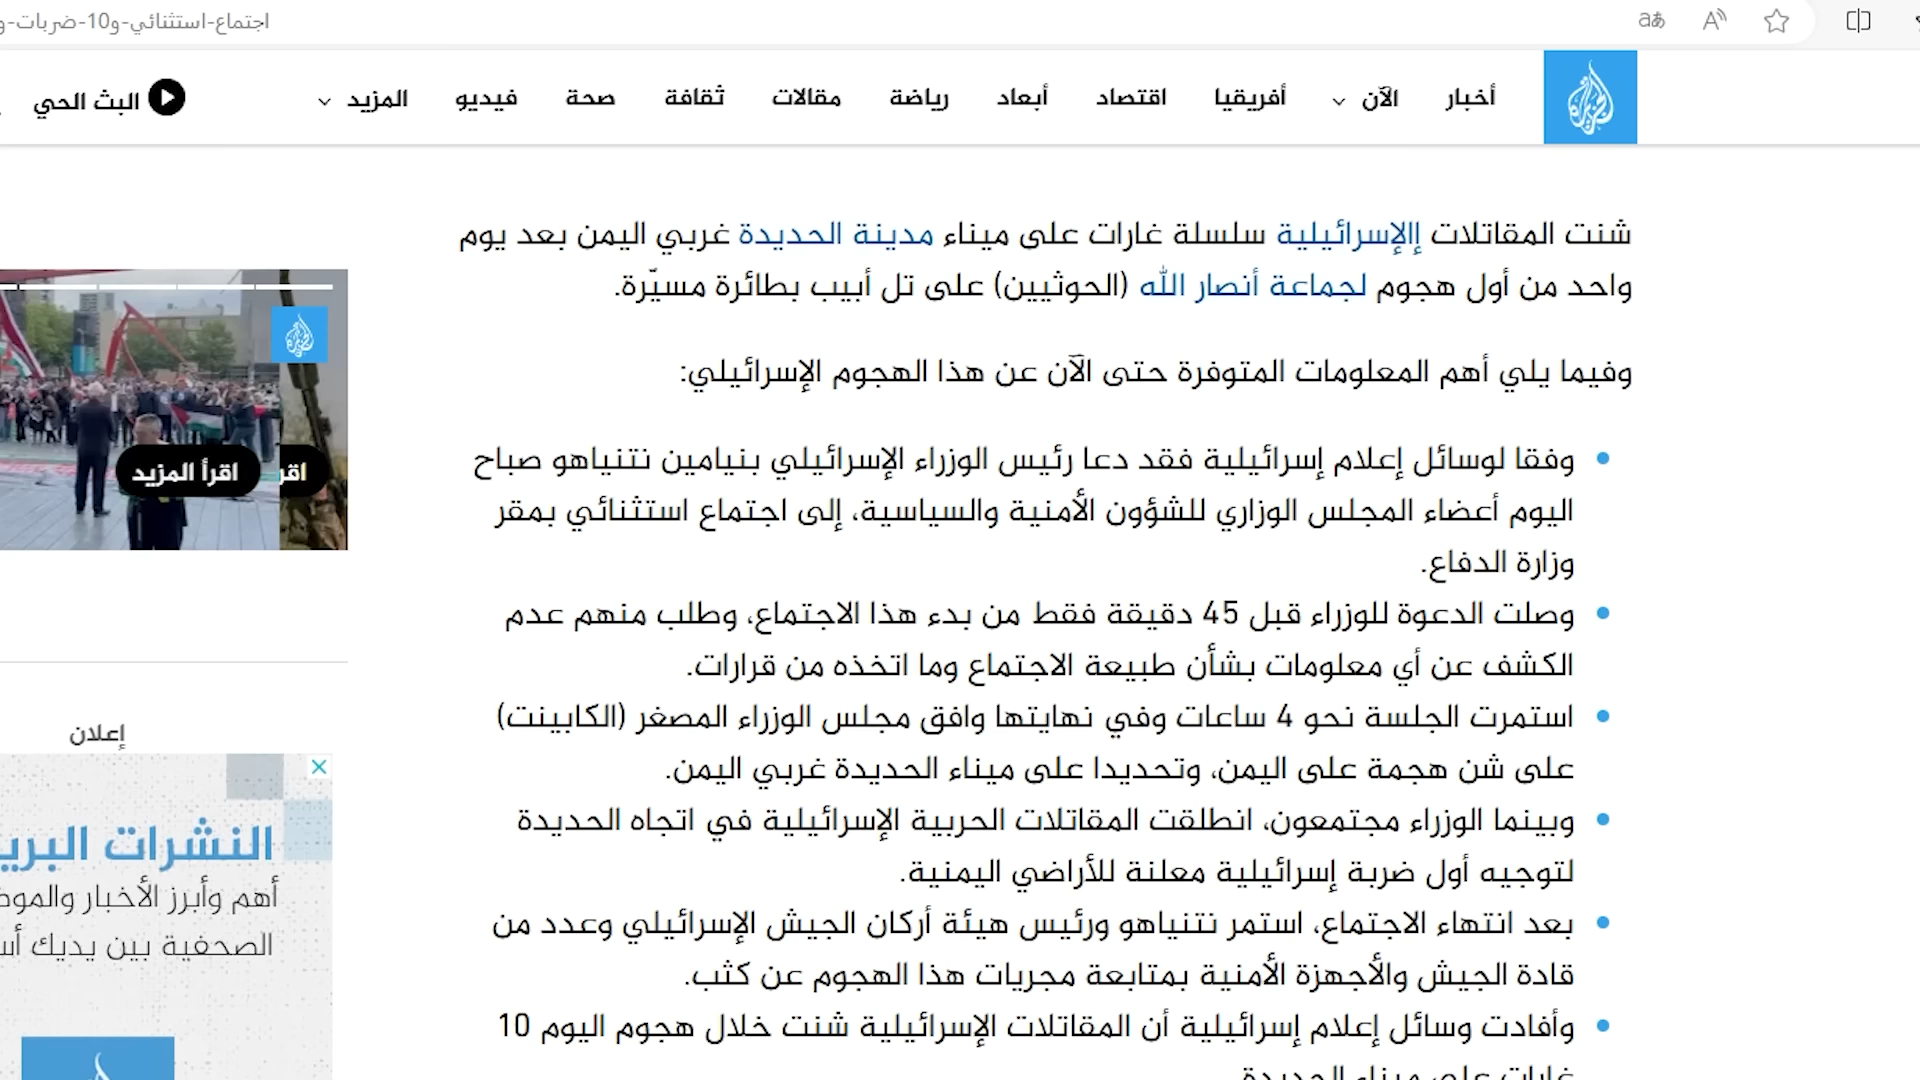 اجتماع-استثنائي-و10-ضربات-و
أخبار
الآن
أفريقيا
اقتصاد
أبعاد
رياضة
مقالات
ثقافة
صحة
فيديو
المزيد
البث الحي
شنت المقاتلات إالإسرائيلية سلسلة غارات على ميناء مدينة الحديدة غربي اليمن بعد يوم
واحد من أول هجوم لجماعة أنصار الله (الحوثيين) على تل أبيب بطائرة مسيّرة.
وفيما يلي أهم المعلومات المتوفرة حتى الآن عن هذا الهجوم الإسرائيلي:
وفقا لوسائل إعلام إسرائيلية فقد دعا رئيس الوزراء الإسرائيلي بنيامين نتنياهو صباح
اليوم أعضاء المجلس الوزاري للشؤون الأمنية والسياسية، إلى اجتماع استثنائي بمقر
وزارة الدفاع.
وصلت الدعوة للوزراء قبل 45 دقيقة فقط من بدء هذا الاجتماع، وطلب منهم عدم
الكشف عن أي معلومات بشأن طبيعة الاجتماع وما اتخذه من قرارات.
استمرت الجلسة نحو 4 ساعات وفي نهايتها وافق مجلس الوزراء المصغر (الكابينت)
على شن هجمة على اليمن، وتحديدا على ميناء الحديدة غربي اليمن.
وبينما الوزراء مجتمعون، انطلقت المقاتلات الحربية الإسرائيلية في اتجاه الحديدة
لتوجيه أول ضربة إسرائيلية معلنة للأراضي اليمنية.
بعد انتهاء الاجتماع، استمر نتنياهو ورئيس هيئة أركان الجيش الإسرائيلي وعدد من
قادة الجيش والأجهزة الأمنية بمتابعة مجريات هذا الهجوم عن كثب.
وأفادت وسائل إعلام إسرائيلية أن المقاتلات الإسرائيلية شنت خلال هجوم اليوم 10
غارات على ميناء الحديدة.
اقر
اقرأ المزيد
إعلان
النشرات البري
أهم وأبرز الأخبار والموض
الصحفية بين يديك أس